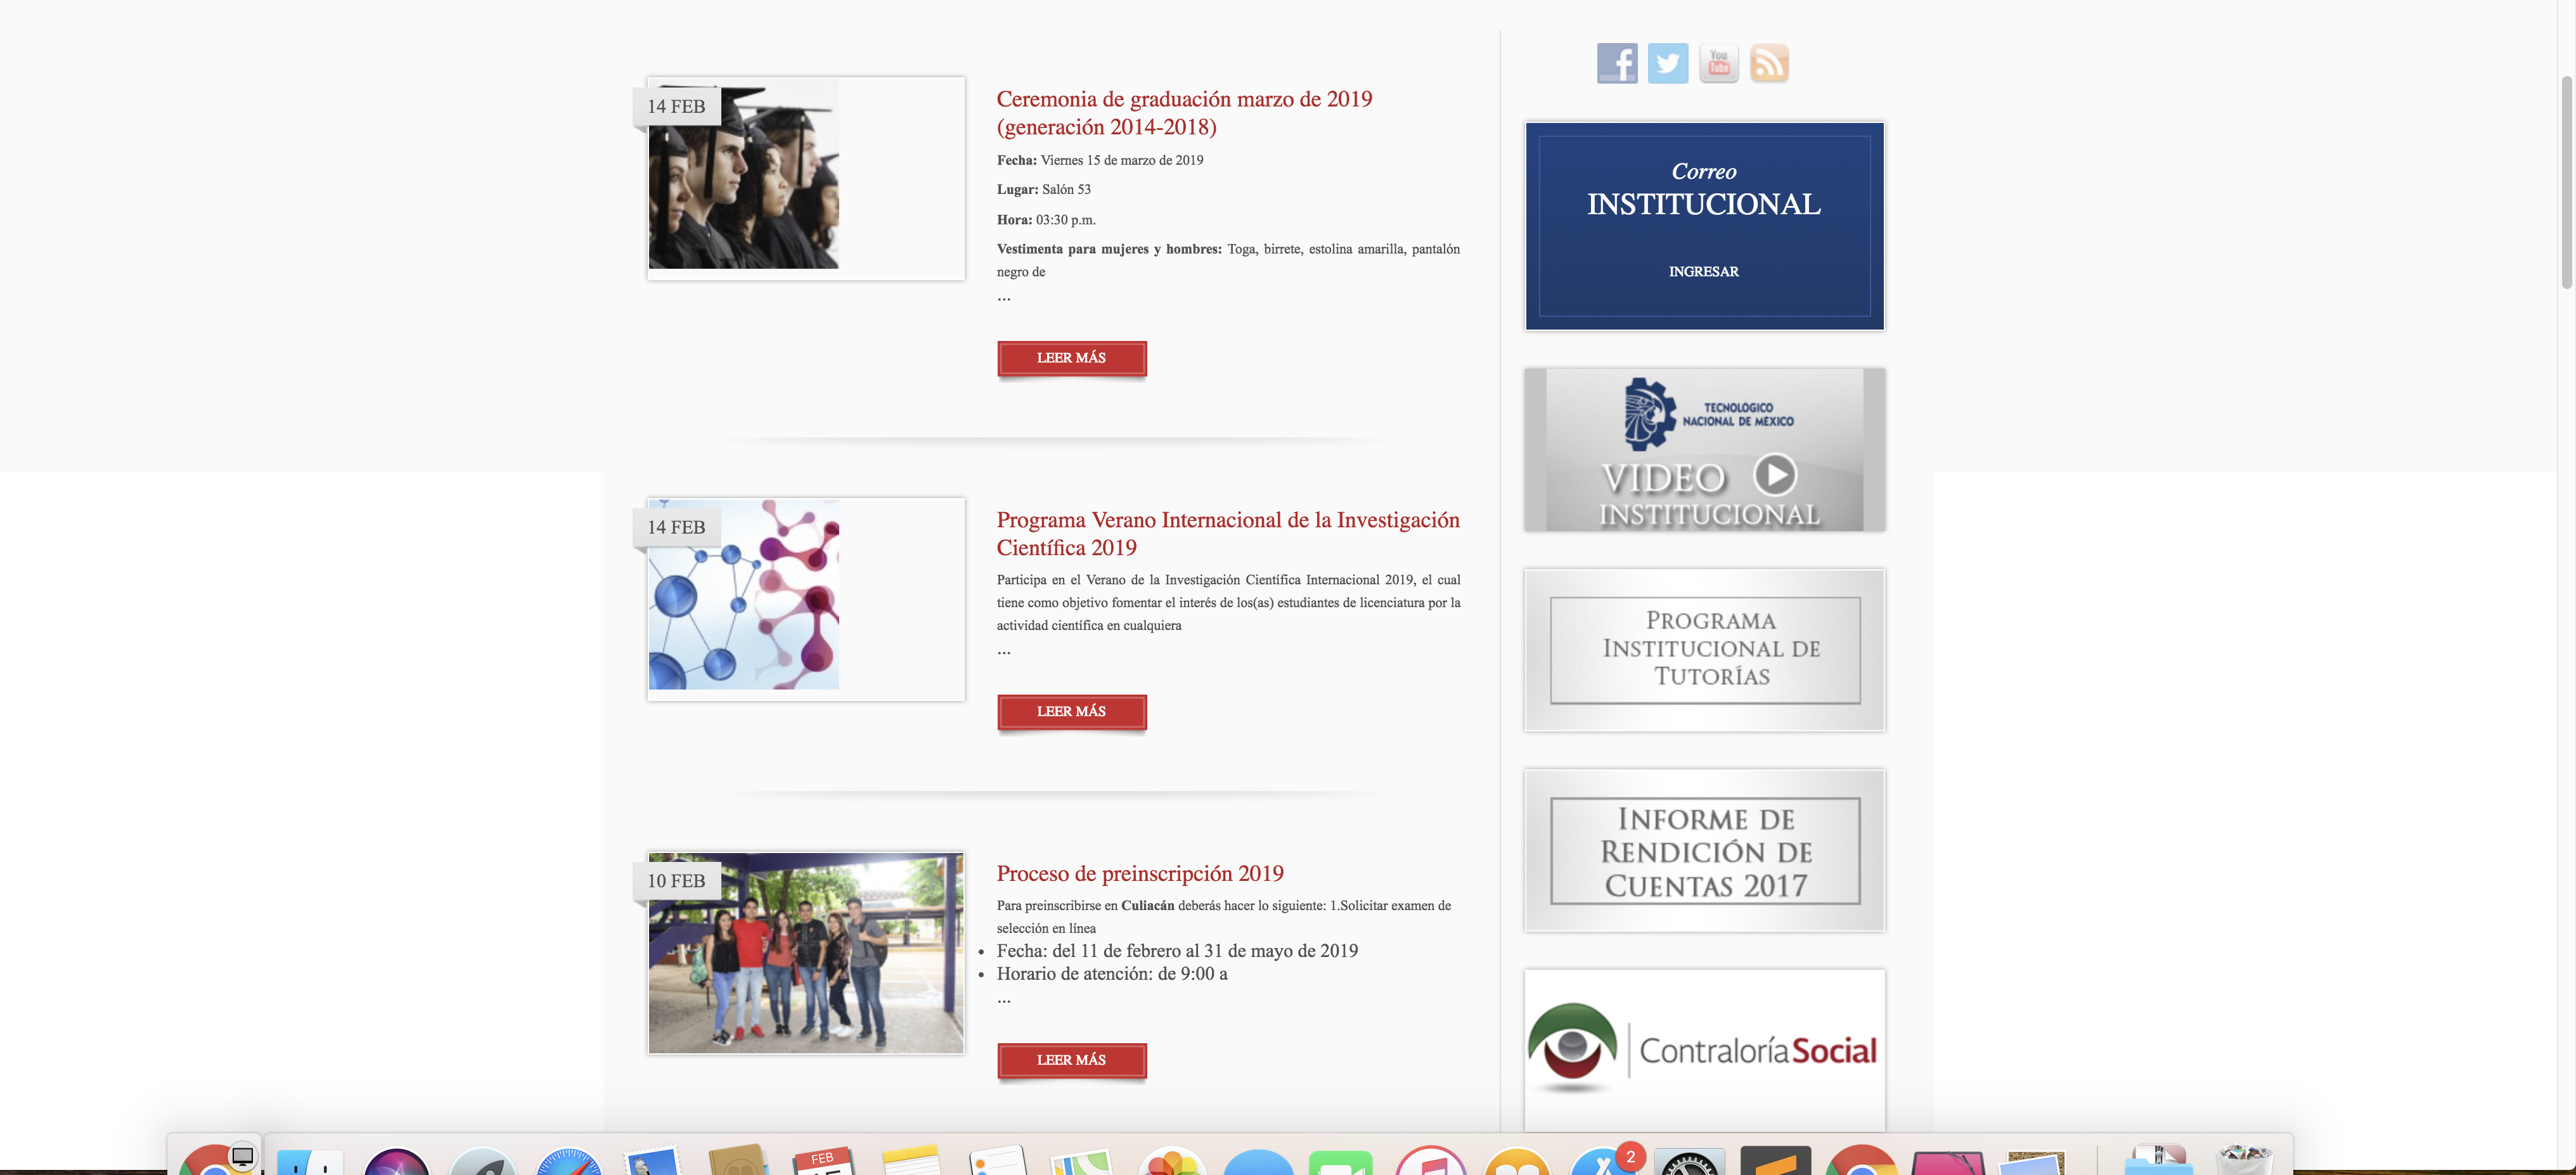 14 FEB
Ceremonia de graduación marzo de 2019
(generación 2014-2018)
Fecha: Viernes 15 de marzo de 2019
Lugar: Salón 53
Hora: 03:30 p.m.
Vestimenta para mujeres y hombres: Toga, birrete, estolina amarilla, pantalón
negro de
...
LEER MÁS
14 FEB
Programa Verano Internacional de la Investigación
Científica 2019
Participa en el Verano de la Investigación Científica Internacional 2019, el cual
tiene como objetivo fomentar el interés de los(as) estudiantes de licenciatura por la
actividad científica en cualquiera
...
LEER MÁS
10 FEB
Proceso de preinscripción 2019
Para preinscribirse en Culiacán deberás hacer lo siguiente: 1.Solicitar examen de
selección en línea
• Fecha: del 11 de febrero al 31 de mayo de 2019
• Horario de atención: de 9:00 a
...
LEER MÁS
f
You
Tube
Correo
INSTITUCIONAL
INGRESAR
TECNOLÓGICO
NACIONAL DE MÉXICO
VIDEO
INSTITUCIONAL
PROGRAMA
INSTITUCIONAL DE
TUTORÍAS
INFORME DE
RENDICIÓN DE
CUENTAS 2017
Contraloría Social
FEB
2